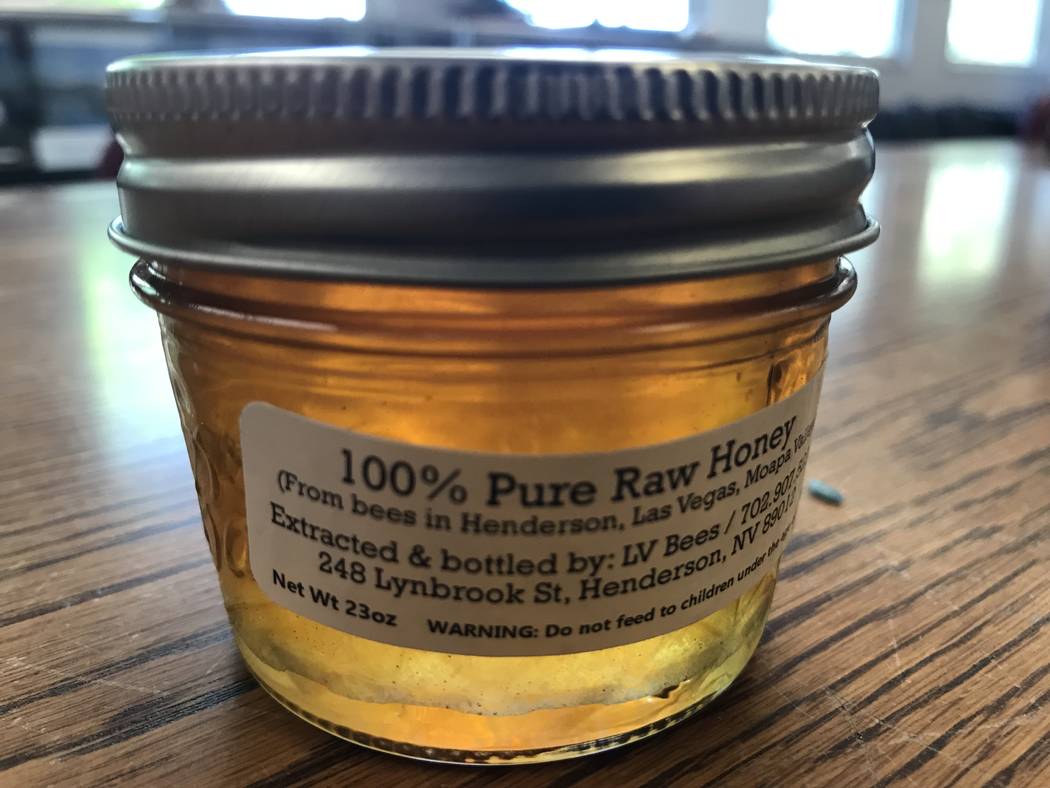 100% Pure Raw Honey
(From bees in Henderson, Las Vegas, Moapa
Extracted & bottled by: LV Bees / 702.907.
248 Lynbrook St, Henderson, NV 89012
Net Wt 23oz WARNING: Do not feed to children under the